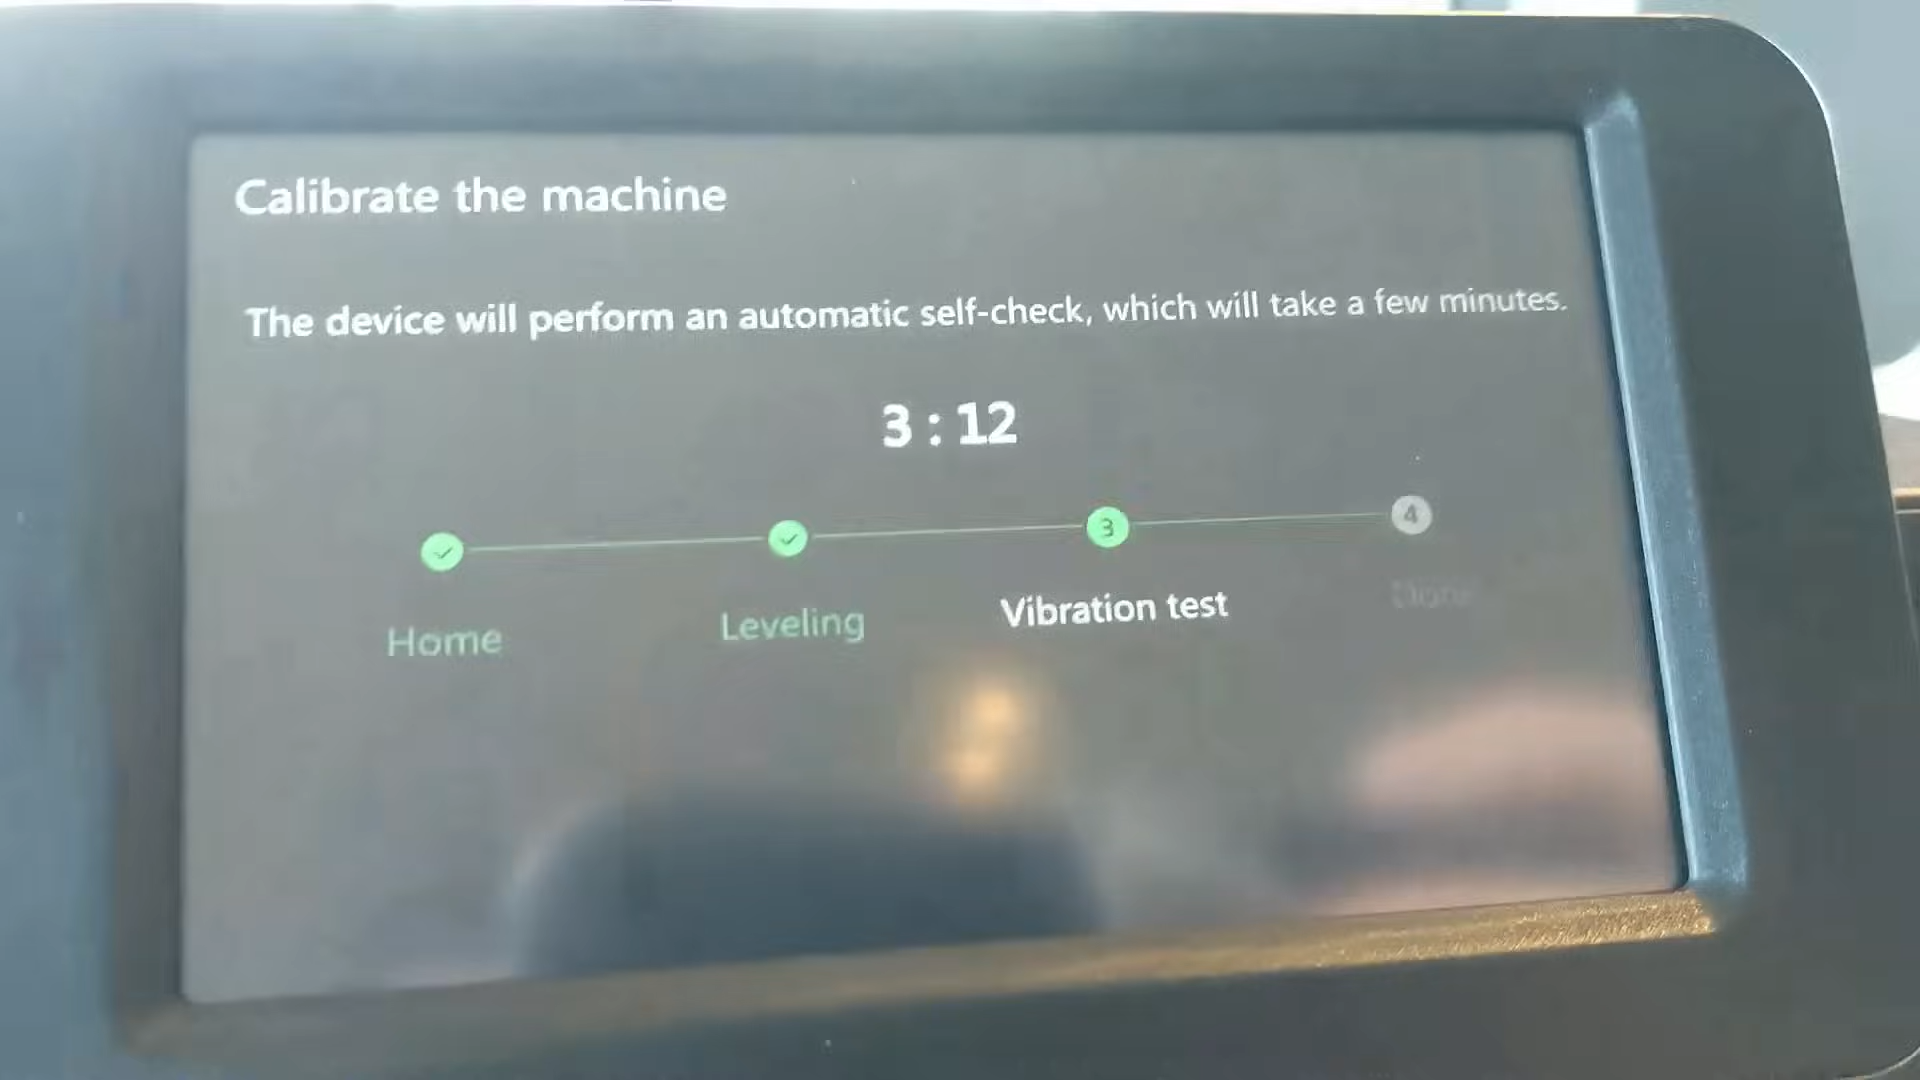 Calibrate the machine
The device will perform an automatic self-check, which will take a few minutes.
3 : 12
3
4
Home
Leveling
Vibration test
Done